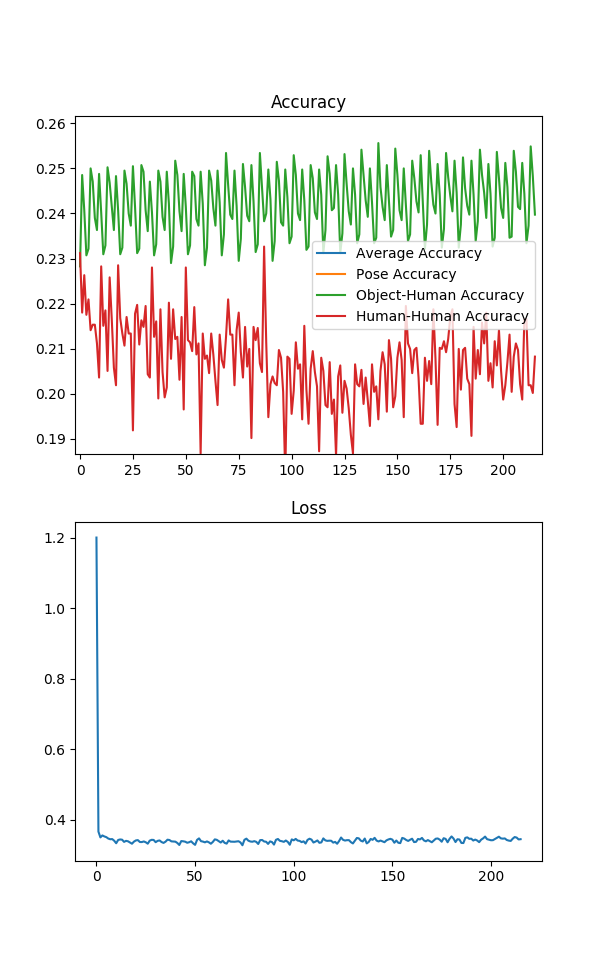 Accuracy
0.26
0.25
0.24
0.23
0.22
0.21
0.20
0.19
Average Accuracy
Pose Accuracy
Object-Human Accuracy
Human-Human Accuracy
0 25 50 75 100 125 150 175 200
Loss
1.2
1.0
0.8
0.6
0.4
0 50 100 150 200